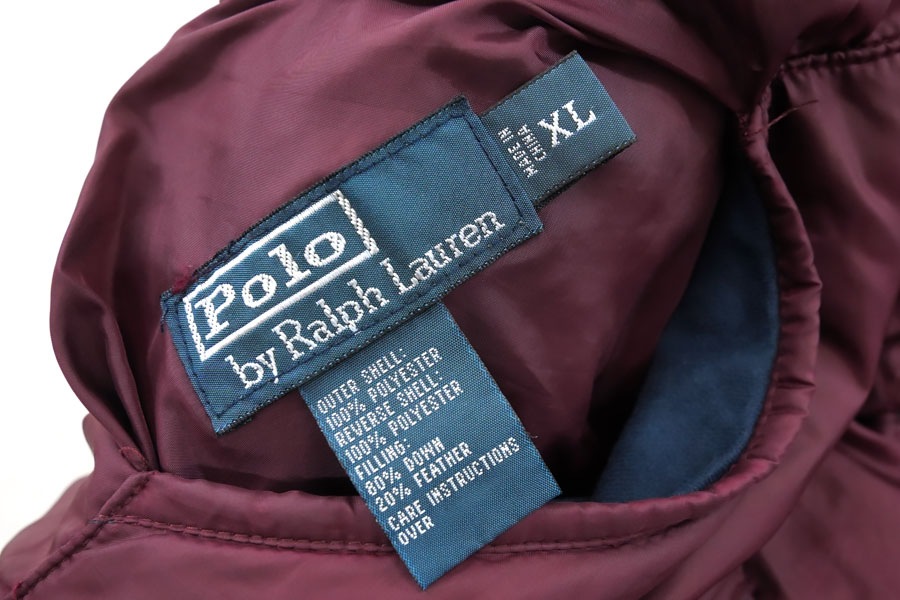 Polo
by Ralph Lauren
XL
MADE IN
CHINA
OUTER SHELL:
100% POLYESTER
REVERSE SHELL:
100% POLYESTER
FILLING:
80% DOWN
20% FEATHER
CARE INSTRUCTIONS
OVER